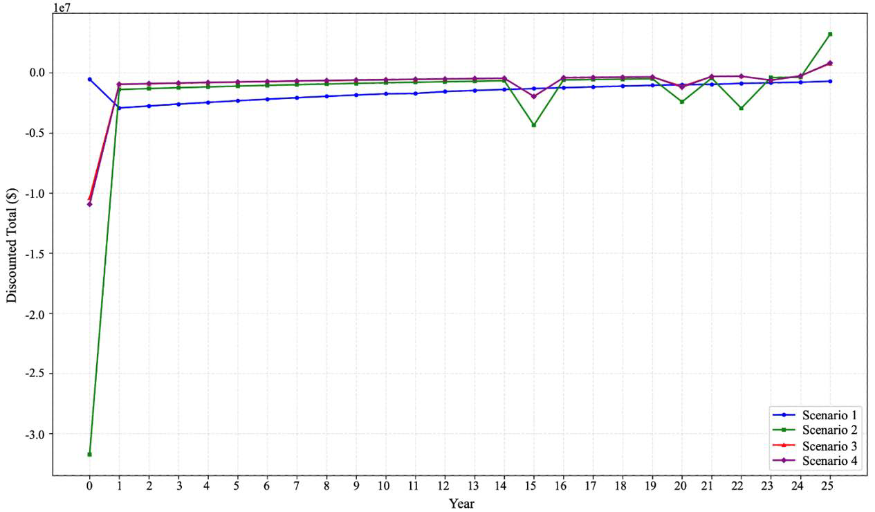 1e7
0.0
-0.5
-1.0
-1.5
-2.0
-2.5
-3.0
Discounted Total ($)
0 1 2 3 4 5 6 7 8 9 10 11 12 13 14 15 16 17 18 19 20 21 22 23 24 25
Year
Scenario 1
Scenario 2
Scenario 3
Scenario 4